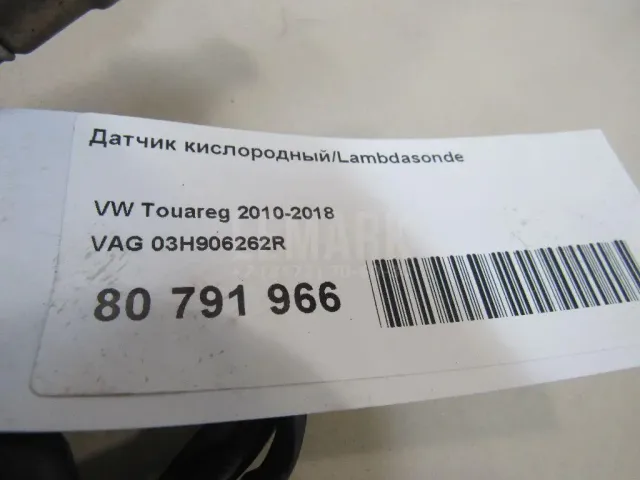 Датчик кислородный/Lambdasonde
VW Touareg 2010-2018
VAG 03H906262R
80 791 966